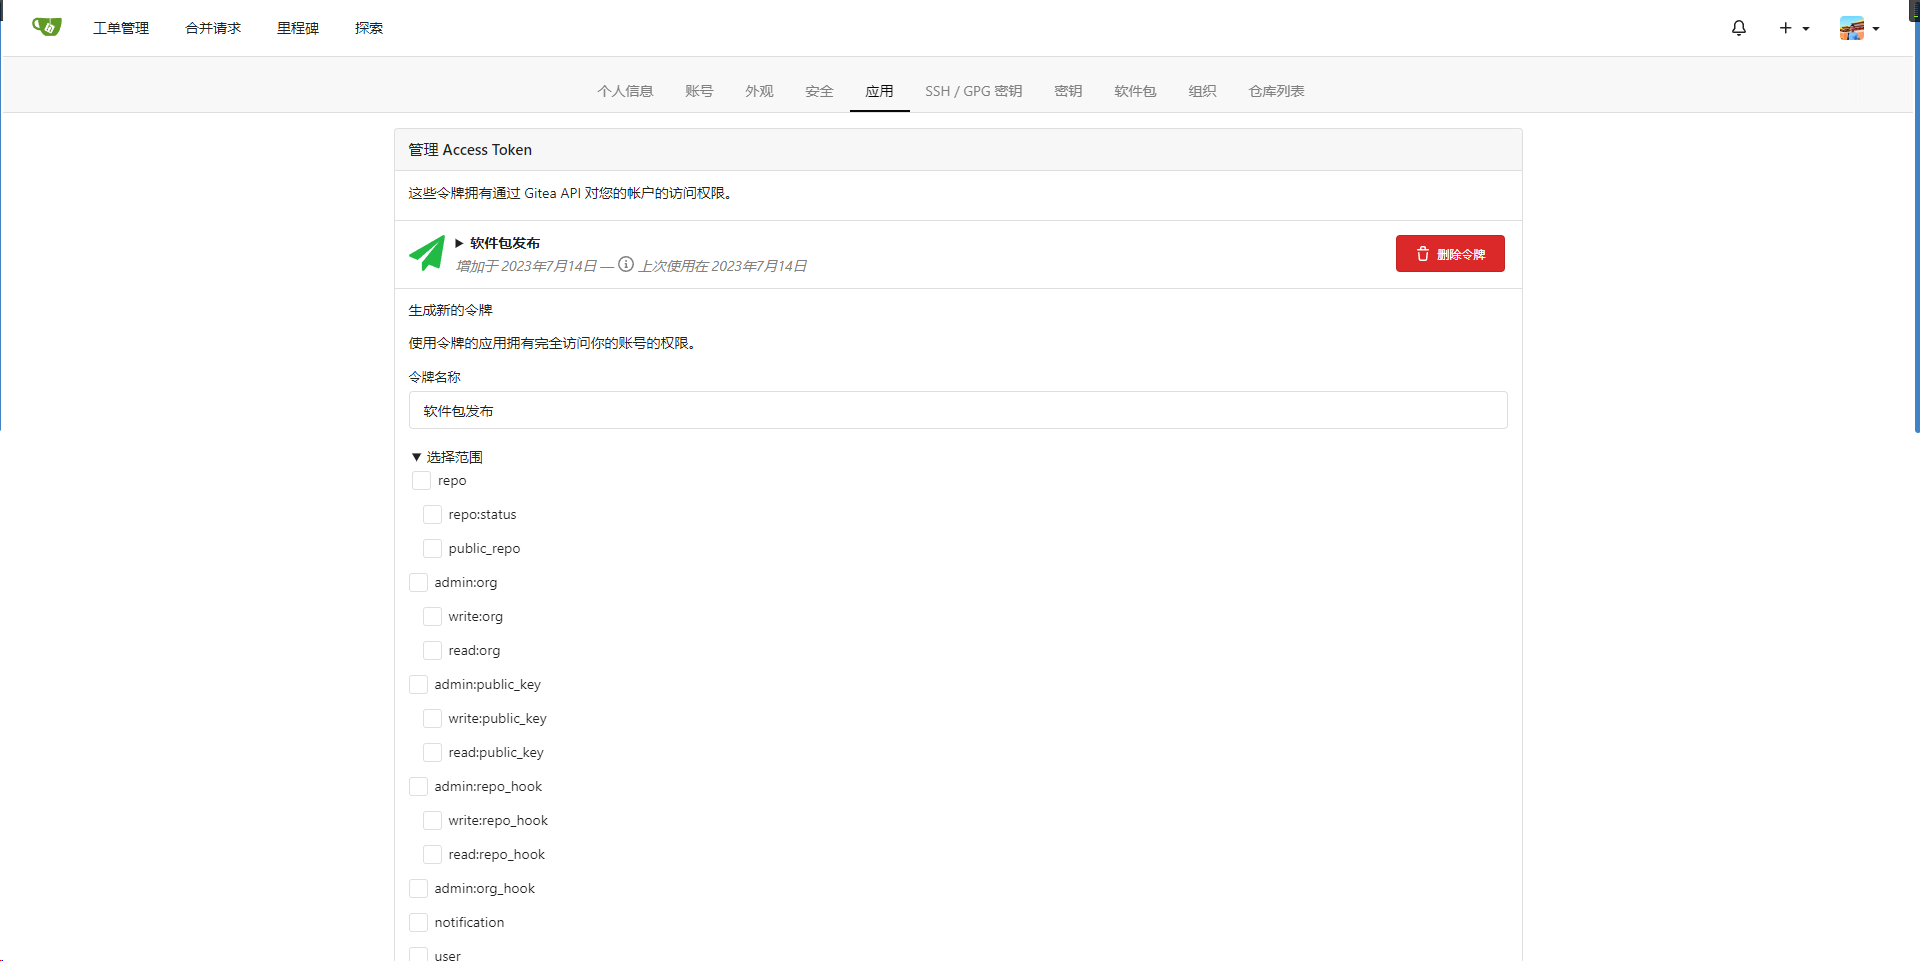 工单管理 合并请求 里程碑 探索
个人信息 账号 外观 安全 应用 SSH / GPG 密钥 密钥 软件包 组织 仓库列表
管理 Access Token
这些令牌拥有通过 Gitea API 对您的帐户的访问权限。
软件包发布
增加于 2023年7月14日 — 上次使用在 2023年7月14日
删除令牌
生成新的令牌
使用令牌的应用拥有完全访问你的账号的权限。
令牌名称
软件包发布
选择范围
repo
repo:status
public_repo
admin:org
write:org
read:org
admin:public_key
write:public_key
read:public_key
admin:repo_hook
write:repo_hook
read:repo_hook
admin:org_hook
notification
user